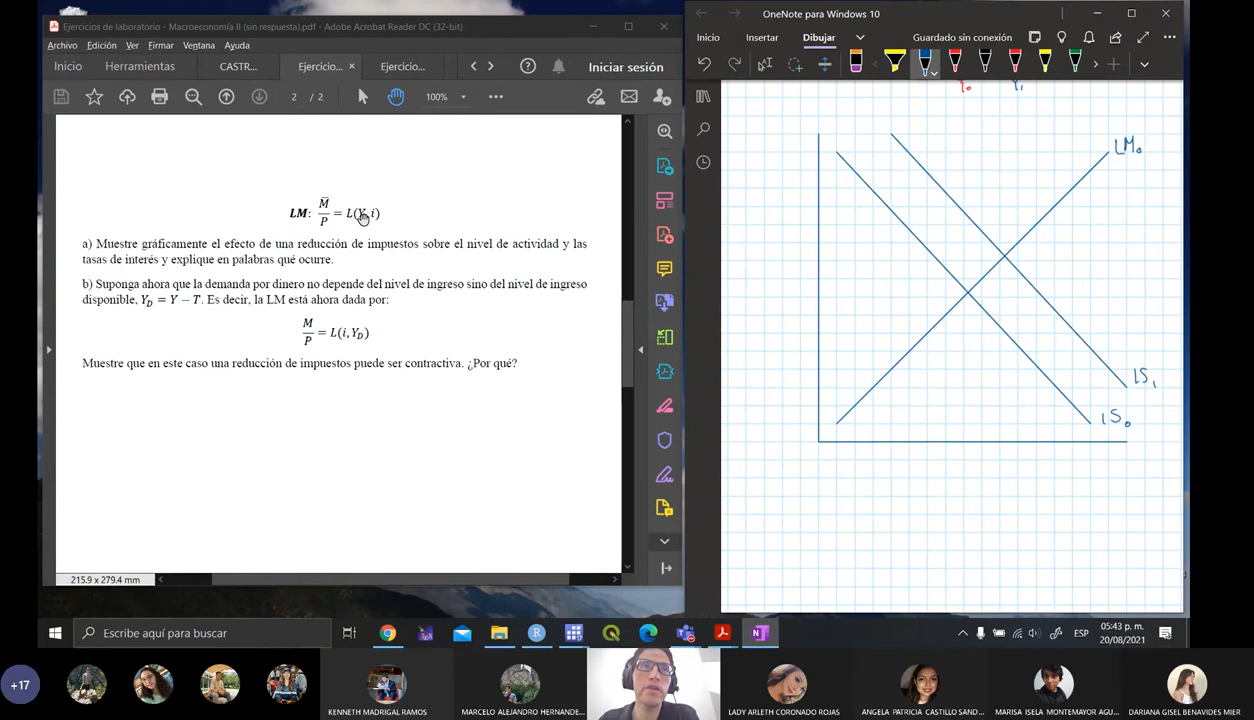 Ejercicios de laboratorio - Macroeconomía II (sin respuesta).pdf - Adobe Acrobat Reader DC (32-bit)
Archivo Edición Ver Firmar Ventana Ayuda
Inicio Herramientas CASTR... Ejercicio... × Ejercicio... Iniciar sesión
2 / 2 100%
LM: M̄/P = L(Y, i)
a) Muestre gráficamente el efecto de una reducción de impuestos sobre el nivel de actividad y las
tasas de interés y explique en palabras qué ocurre.
b) Suponga ahora que la demanda por dinero no depende del nivel de ingreso sino del nivel de ingreso
disponible, Y_D = Y − T. Es decir, la LM está ahora dada por:
M/P = L(i, Y_D)
Muestre que en este caso una reducción de impuestos puede ser contractiva. ¿Por qué?
215.9 x 279.4 mm
OneNote para Windows 10
Inicio Insertar Dibujar Guardado sin conexión
Y₀ Y₁
LM₀
IS₁
IS₀
Escribe aquí para buscar
ESP
05:43 p. m.
20/08/2021
+17
KENNETH MADRIGAL RAMOS
MARCELO ALEJANDRO HERNANDE...
LADY ARLETH CORONADO ROJAS
ANGELA PATRICIA CASTILLO SAND...
MARISA ISELA MONTEMAYOR AGU...
DARIANA GISEL BENAVIDES MIER